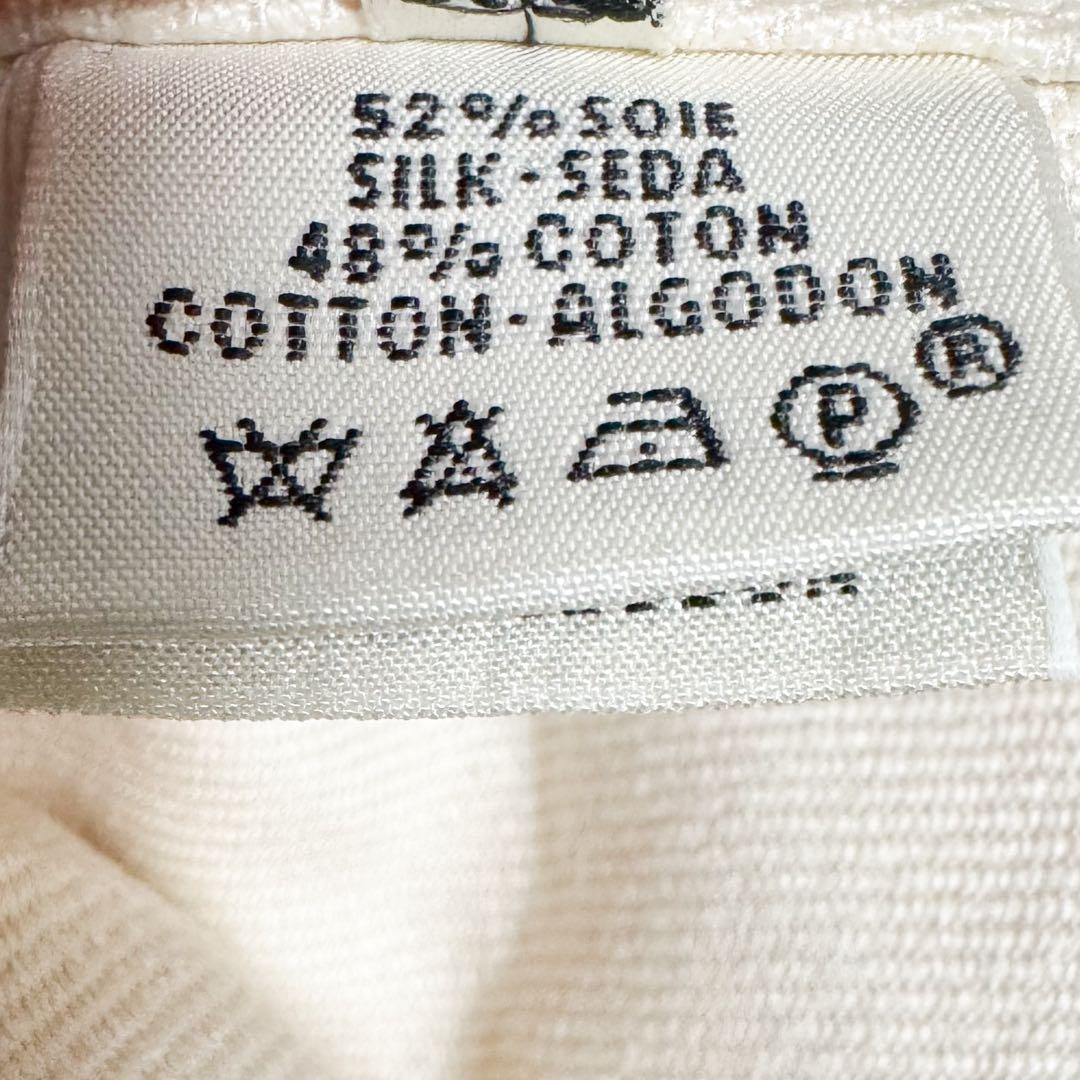 52% SOIE
SILK·SEDA
48% COTON
COTTON·ALGODON
®
P